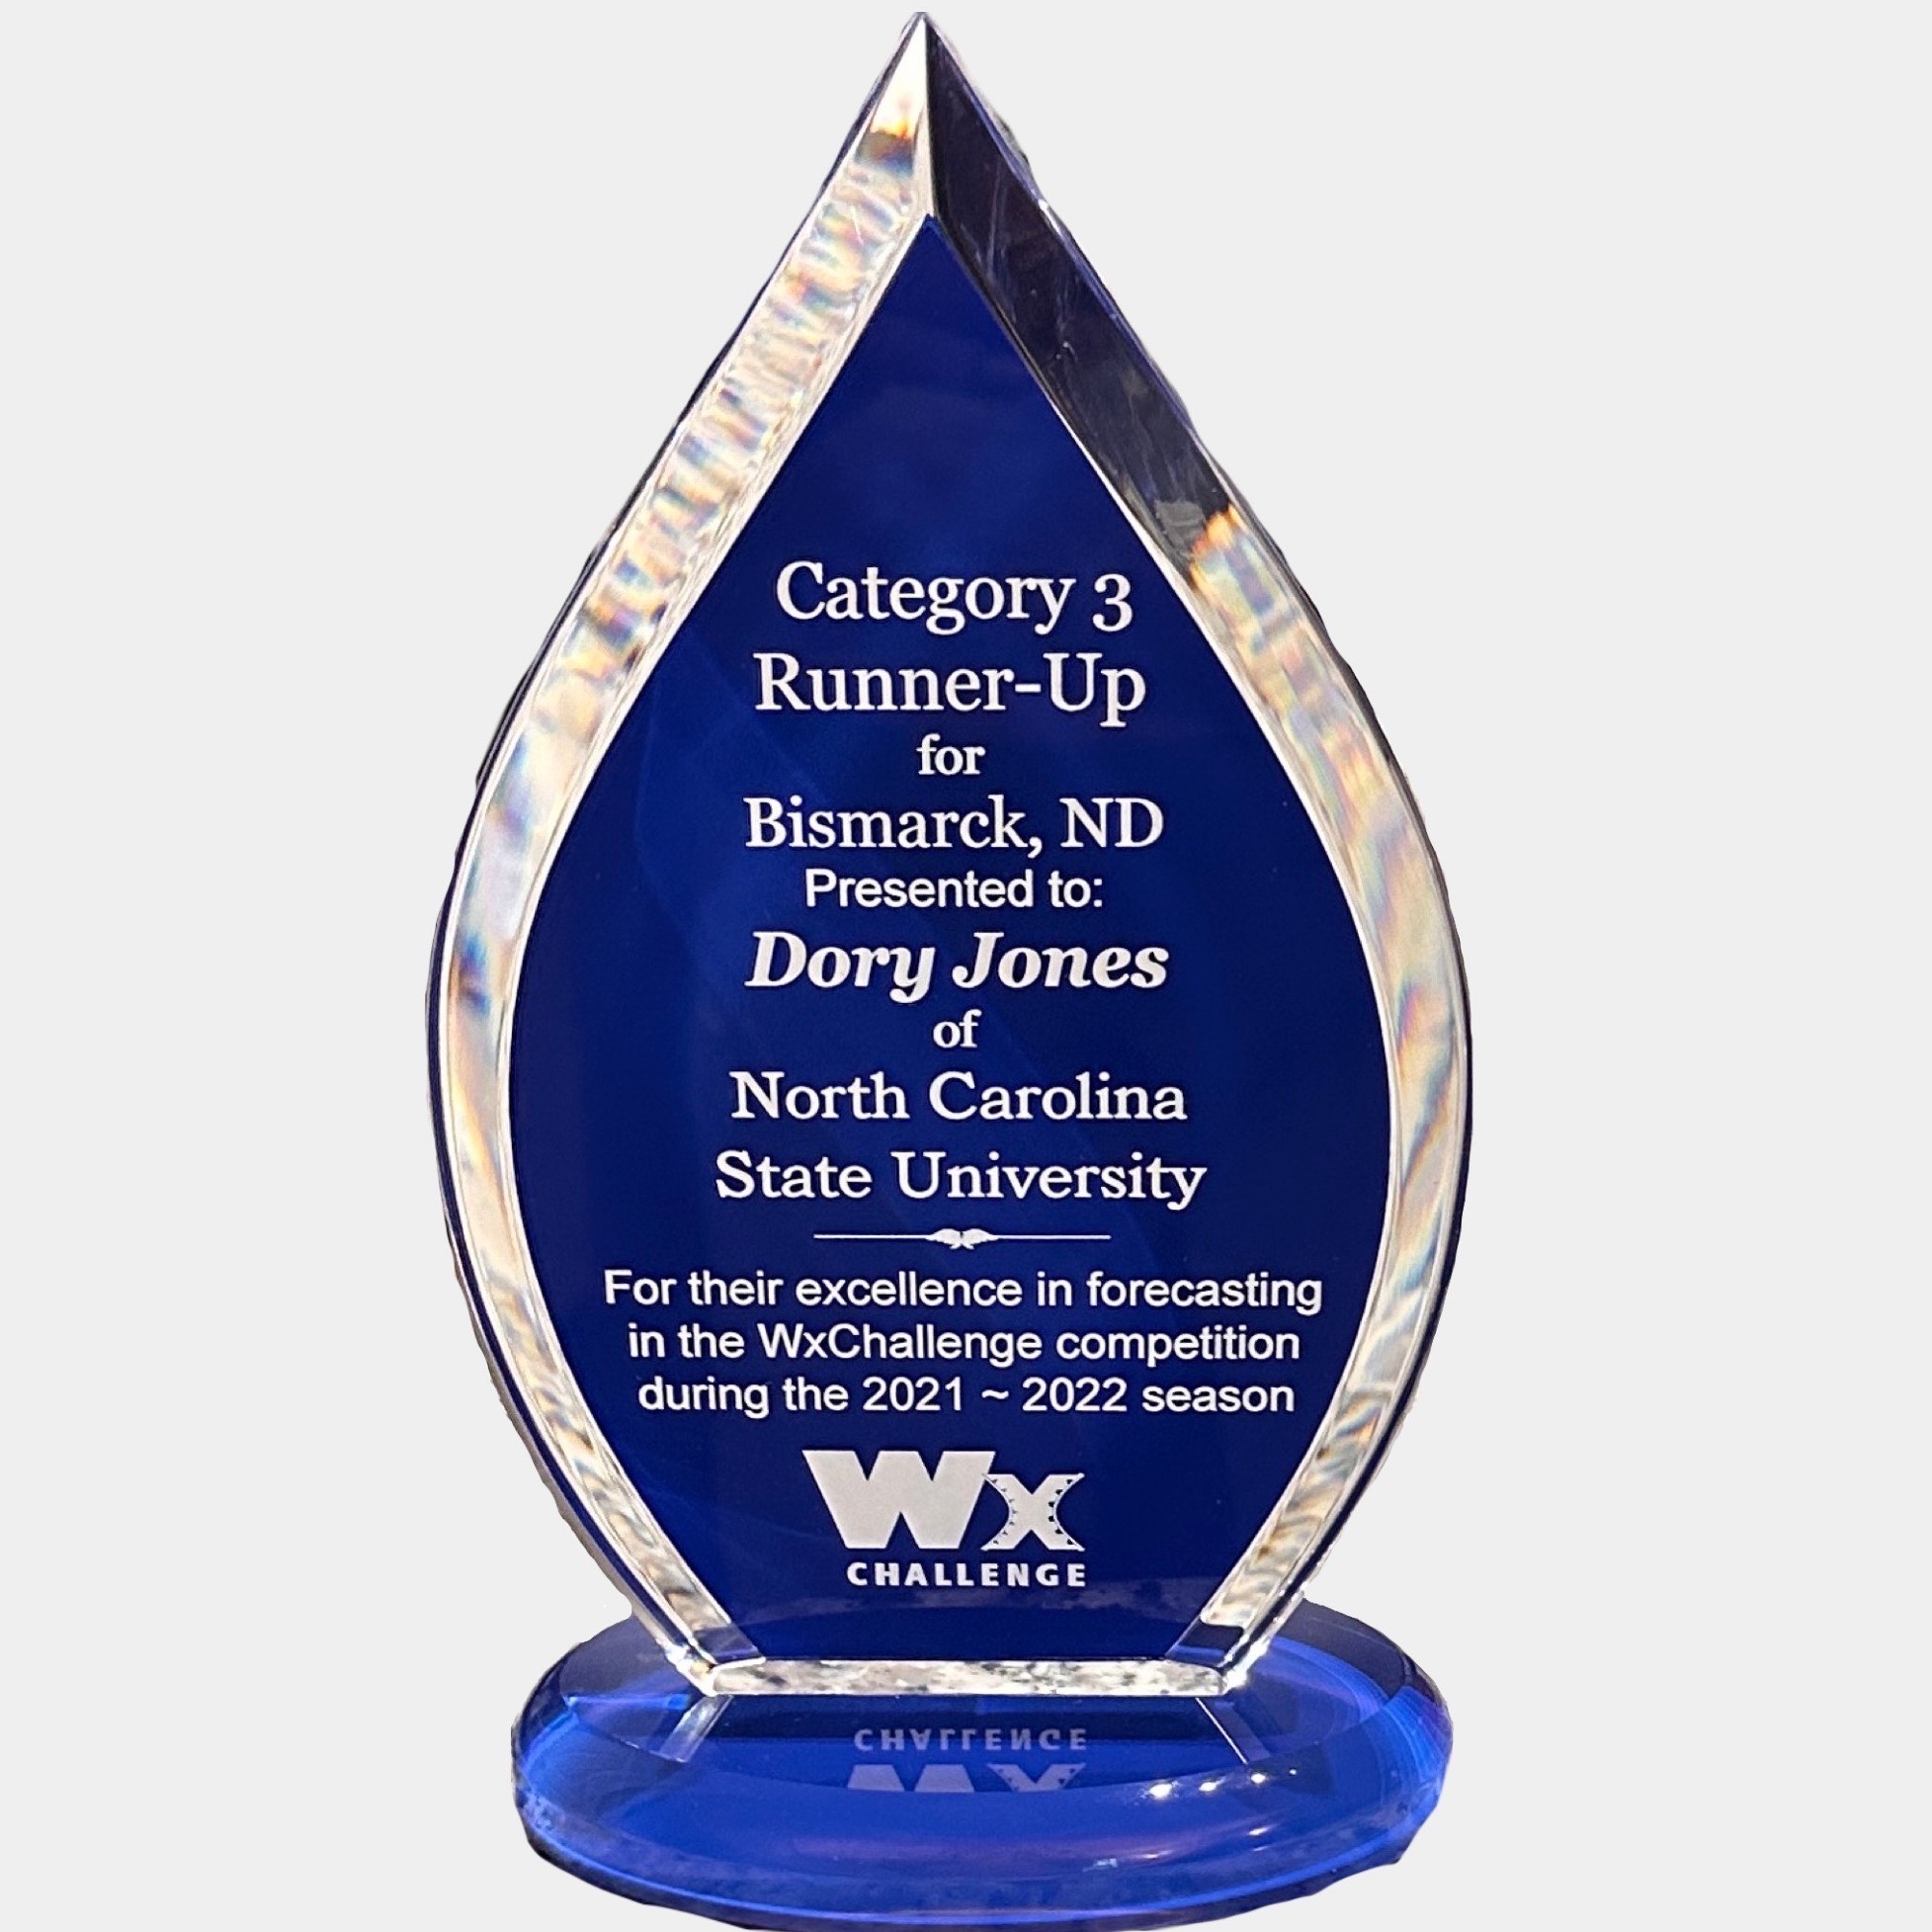 Category 3
Runner-Up
for
Bismarck, ND
Presented to:
Dory Jones
of
North Carolina
State University
For their excellence in forecasting
in the WxChallenge competition
during the 2021 ~ 2022 season
Wx
CHALLENGE